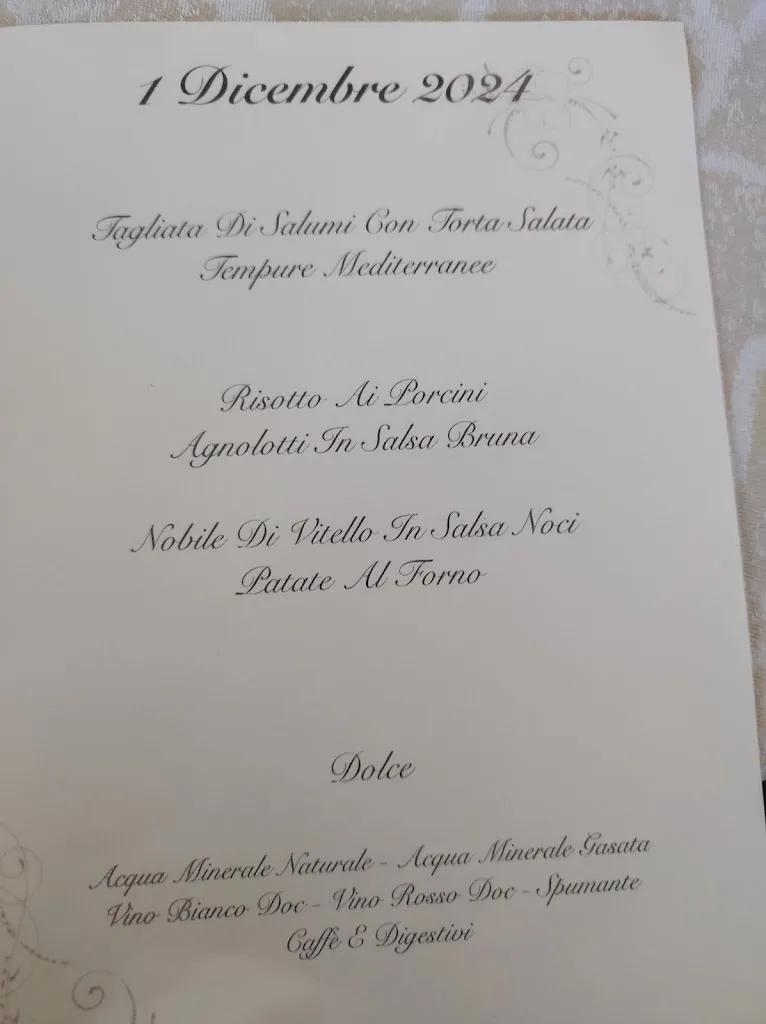 1 Dicembre 2024
Tagliata Di Salumi Con Torta Salata
Tempure Mediterranee
Risotto Ai Porcini
Agnolotti In Salsa Bruna
Nobile Di Vitello In Salsa Noci
Patate Al Forno
Dolce
Acqua Minerale Naturale - Acqua Minerale Gasata
Vino Bianco Doc - Vino Rosso Doc - Spumante
Caffè E Digestivi